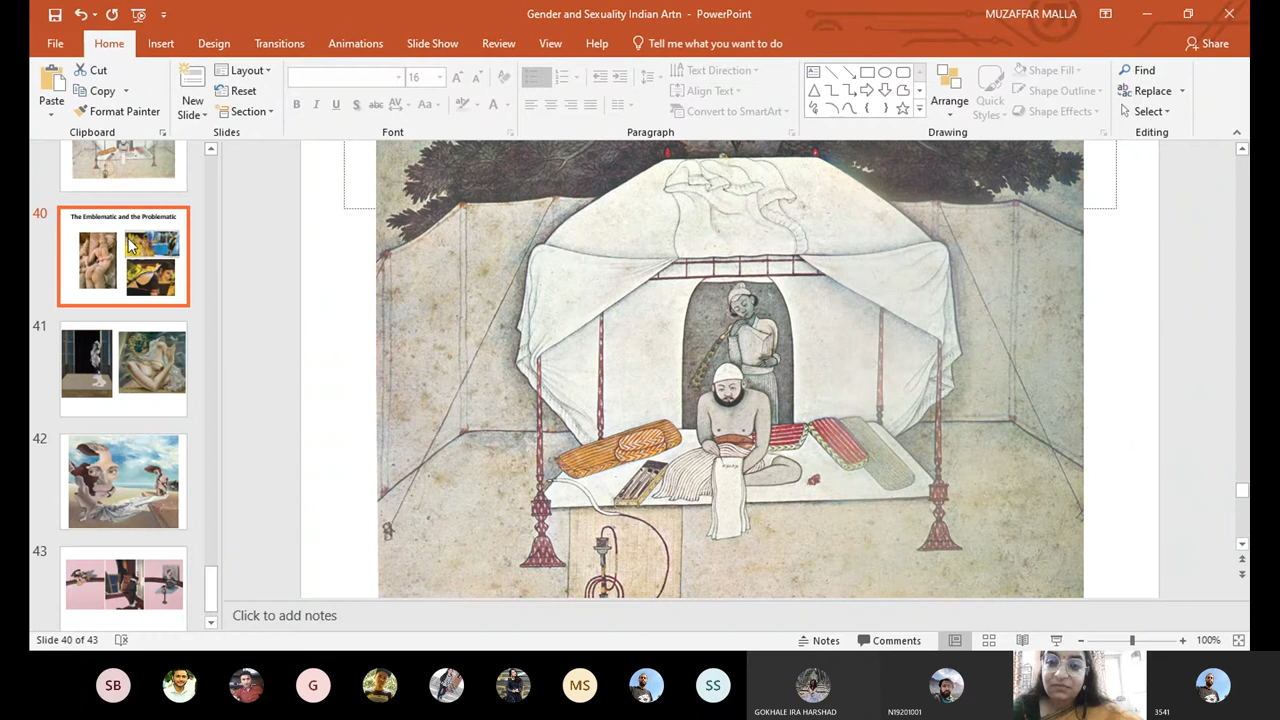 Gender and Sexuality Indian Artn - PowerPoint
MUZAFFAR MALLA
File
Home
Insert
Design
Transitions
Animations
Slide Show
Review
View
Help
Tell me what you want to do
Share
Paste
Cut
Copy
Format Painter
Clipboard
New
Slide
Layout
Reset
Section
Slides
16
B I U S abc AV Aa A
Font
Text Direction
Align Text
Convert to SmartArt
Paragraph
Arrange
Quick
Styles
Shape Fill
Shape Outline
Shape Effects
Drawing
Find
Replace
Select
Editing
40
The Emblematic and the Problematic
41
42
43
Click to add notes
Slide 40 of 43
Notes
Comments
100%
SB
G
MS
SS
GOKHALE IRA HARSHAD
N19201001
3541